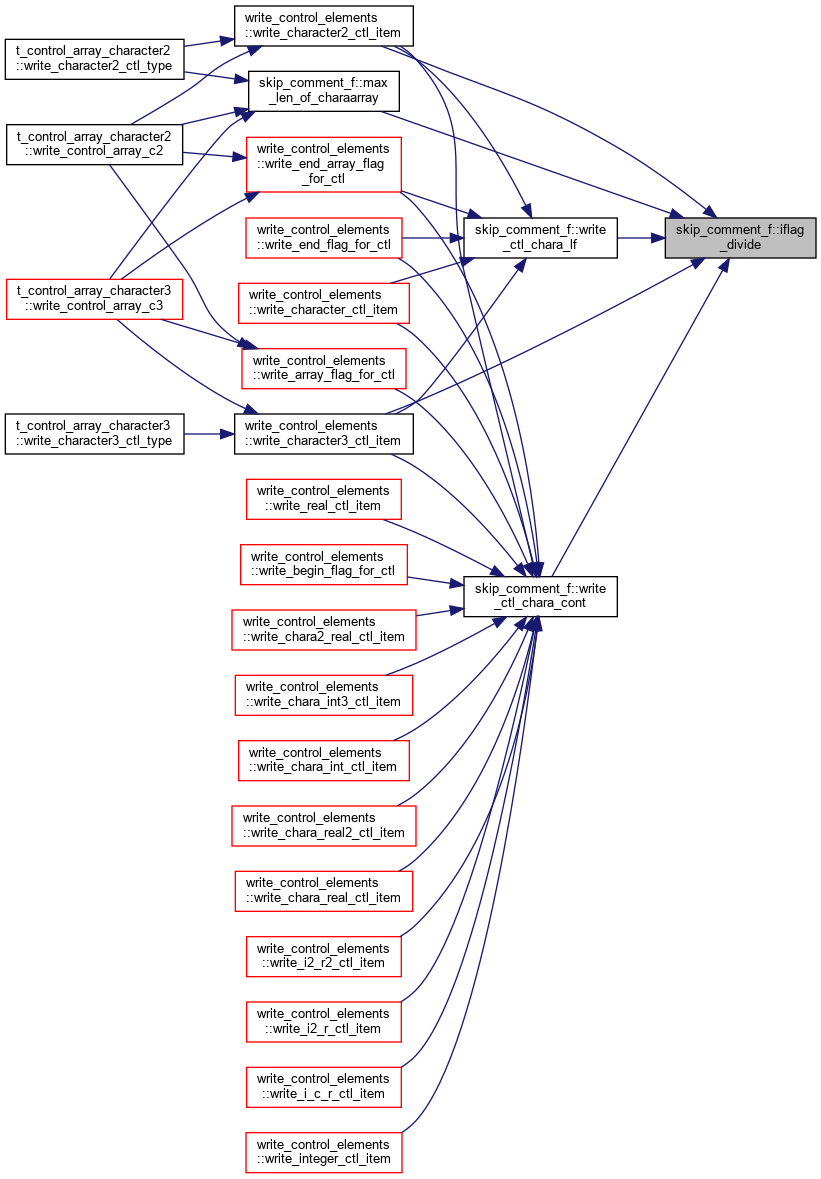 write_control_elements
::write_character2_ctl_item
t_control_array_character2
::write_character2_ctl_type
skip_comment_f::max
_len_of_charaarray
t_control_array_character2
::write_control_array_c2
write_control_elements
::write_end_array_flag
_for_ctl
write_control_elements
::write_end_flag_for_ctl
skip_comment_f::write
_ctl_chara_lf
skip_comment_f::iflag
_divide
t_control_array_character3
::write_control_array_c3
write_control_elements
::write_character_ctl_item
write_control_elements
::write_array_flag_for_ctl
t_control_array_character3
::write_character3_ctl_type
write_control_elements
::write_character3_ctl_item
write_control_elements
::write_real_ctl_item
write_control_elements
::write_begin_flag_for_ctl
skip_comment_f::write
_ctl_chara_cont
write_control_elements
::write_chara2_real_ctl_item
write_control_elements
::write_chara_int3_ctl_item
write_control_elements
::write_chara_int_ctl_item
write_control_elements
::write_chara_real2_ctl_item
write_control_elements
::write_chara_real_ctl_item
write_control_elements
::write_i2_r2_ctl_item
write_control_elements
::write_i2_r_ctl_item
write_control_elements
::write_i_c_r_ctl_item
write_control_elements
::write_integer_ctl_item